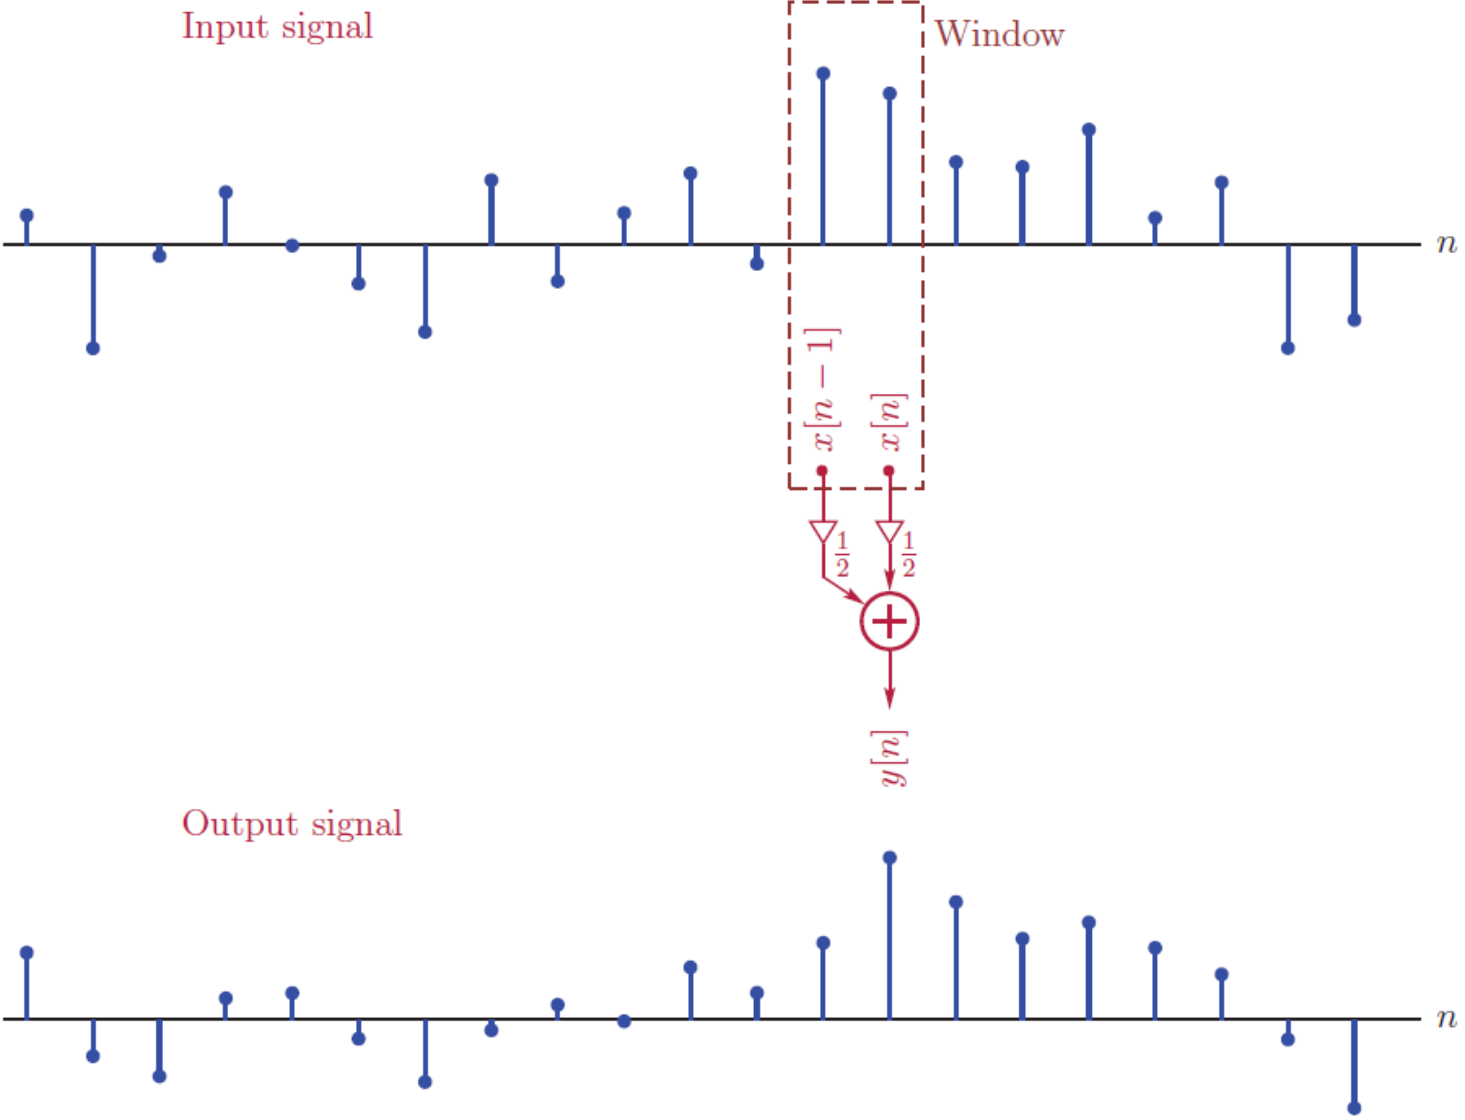 Input signal
Window
n
x[n − 1]
x[n]
1/2
1/2
+
y[n]
Output signal
n